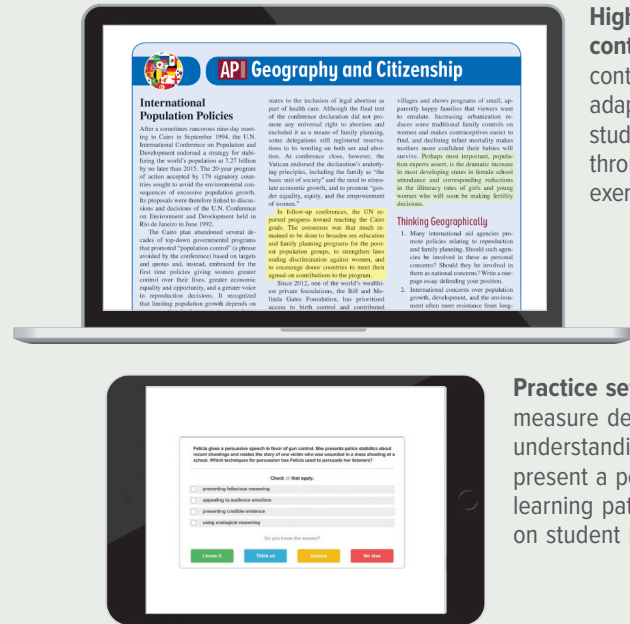 AP Geography and Citizenship
International
Population Policies
After a sometimes rancorous nine-day meet-
ing in Cairo in September 1994, the U.N.
International Conference on Population and
Development endorsed a strategy for stabi-
lizing the world's population at 7.27 billion
by no later than 2015. The 20-year program
of action accepted by 179 signatory coun-
tries sought to avoid the environmental con-
sequences of excessive population growth.
Its proposals were therefore linked to discus-
sions and decisions of the U.N. Conference
on Environment and Development held in
Rio de Janeiro in June 1992.
The Cairo plan abandoned several de-
cades of top-down governmental programs
that promoted "population control" (a phrase
avoided by the conference) based on targets
and quotas and, instead, embraced for the
first time policies giving women greater
control over their lives, greater economic
equality and opportunity, and a greater voice
in reproduction decisions. It recognized
that limiting population growth depends on
states to the inclusion of legal abortion as
part of health care. Although the final text
of the conference declaration did not pro-
mote any universal right to abortion and
excluded it as a means of family planning,
some delegations still registered reserva-
tions to its wording on both sex and abor-
tion. At conference close, however, the
Vatican endorsed the declaration's underly-
ing principles, including the family as "the
basic unit of society" and the need to stimu-
late economic growth, and to promote "gen-
der equality, equity, and the empowerment
of women."
In follow-up conferences, the UN re-
ported progress toward reaching the Cairo
goals. The consensus was that much re-
mained to be done to broaden sex education
and family planning programs for the poor-
est population groups, to strengthen laws
ending discrimination against women, and
to encourage donor countries to meet their
agreed-on contributions to the program.
Since 2012, one of the world's wealthi-
est private foundations, the Bill and Me-
linda Gates Foundation, has prioritized
access to birth control and contributed
villages and shows programs of small, ap-
parently happy families that viewers want
to emulate. Increasing urbanization re-
duces some traditional family controls on
women and makes contraceptives easier to
find, and declining infant mortality makes
mothers more confident their babies will
survive. Perhaps most important, popula-
tion experts assert, is the dramatic increase
in most developing states in female school
attendance and corresponding reductions
in the illiteracy rates of girls and young
women who will soon be making fertility
decisions.
Thinking Geographically
1. Many international aid agencies pro-
mote policies relating to reproduction
and family planning. Should such agen-
cies be involved in these as personal
concerns? Should they be involved in
them as national concerns? Write a one-
page essay defending your position.
2. International concerns over population
growth, development, and the environ-
ment often meet resistance from long-
High
cont
cont
adap
stud
thro
exer
Felicia gives a persuasive speech in favor of gun control. She presents police statistics about
recent shootings and relates the story of one victim who was wounded in a mass shooting at a
school. Which techniques for persuasion has Felicia used to persuade her listeners?
Check all that apply.
presenting fallacious reasoning
appealing to audience emotions
presenting credible evidence
using analogical reasoning
Do you know the answer?
I know it
Think so
Unsure
No idea
Practice se
measure de
understandi
present a pe
learning pat
on student